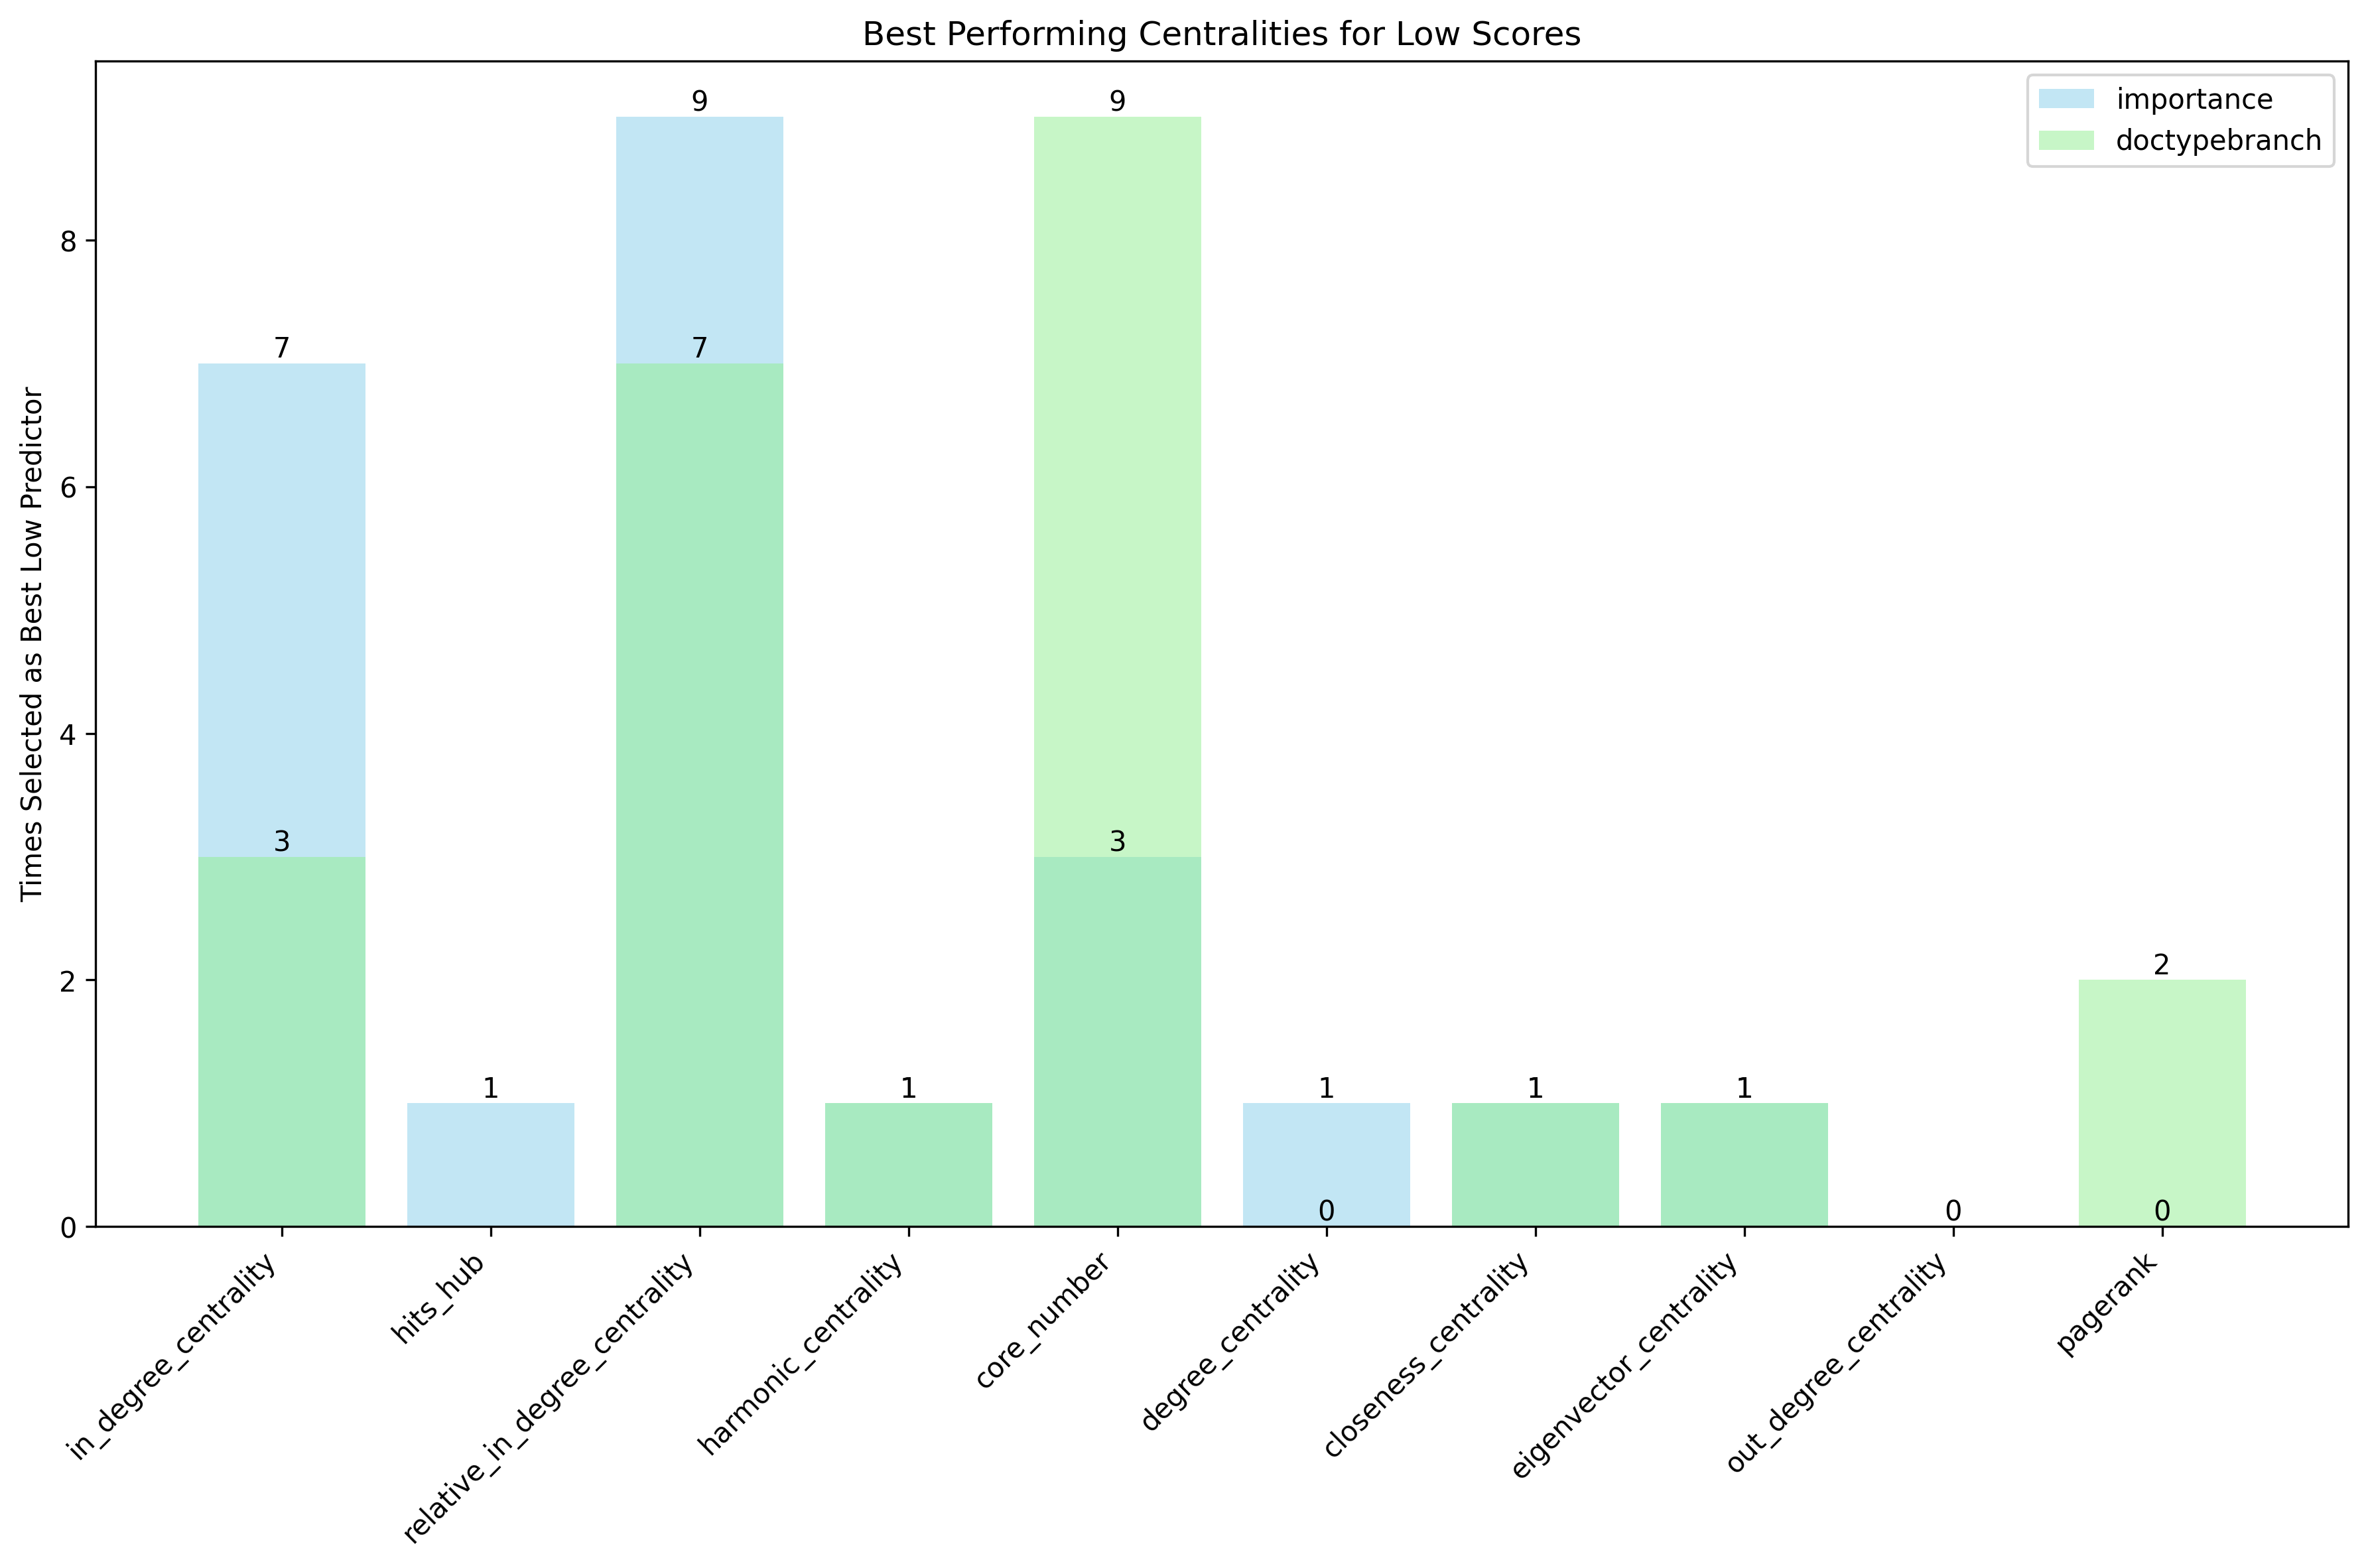 Best Performing Centralities for Low Scores
importance
doctypebranch
Times Selected as Best Low Predictor
8
6
4
2
0
7
3
1
9
7
1
9
3
1
0
1
1
0
2
0
in_degree_centrality
hits_hub
relative_in_degree_centrality
harmonic_centrality
core_number
degree_centrality
closeness_centrality
eigenvector_centrality
out_degree_centrality
pagerank